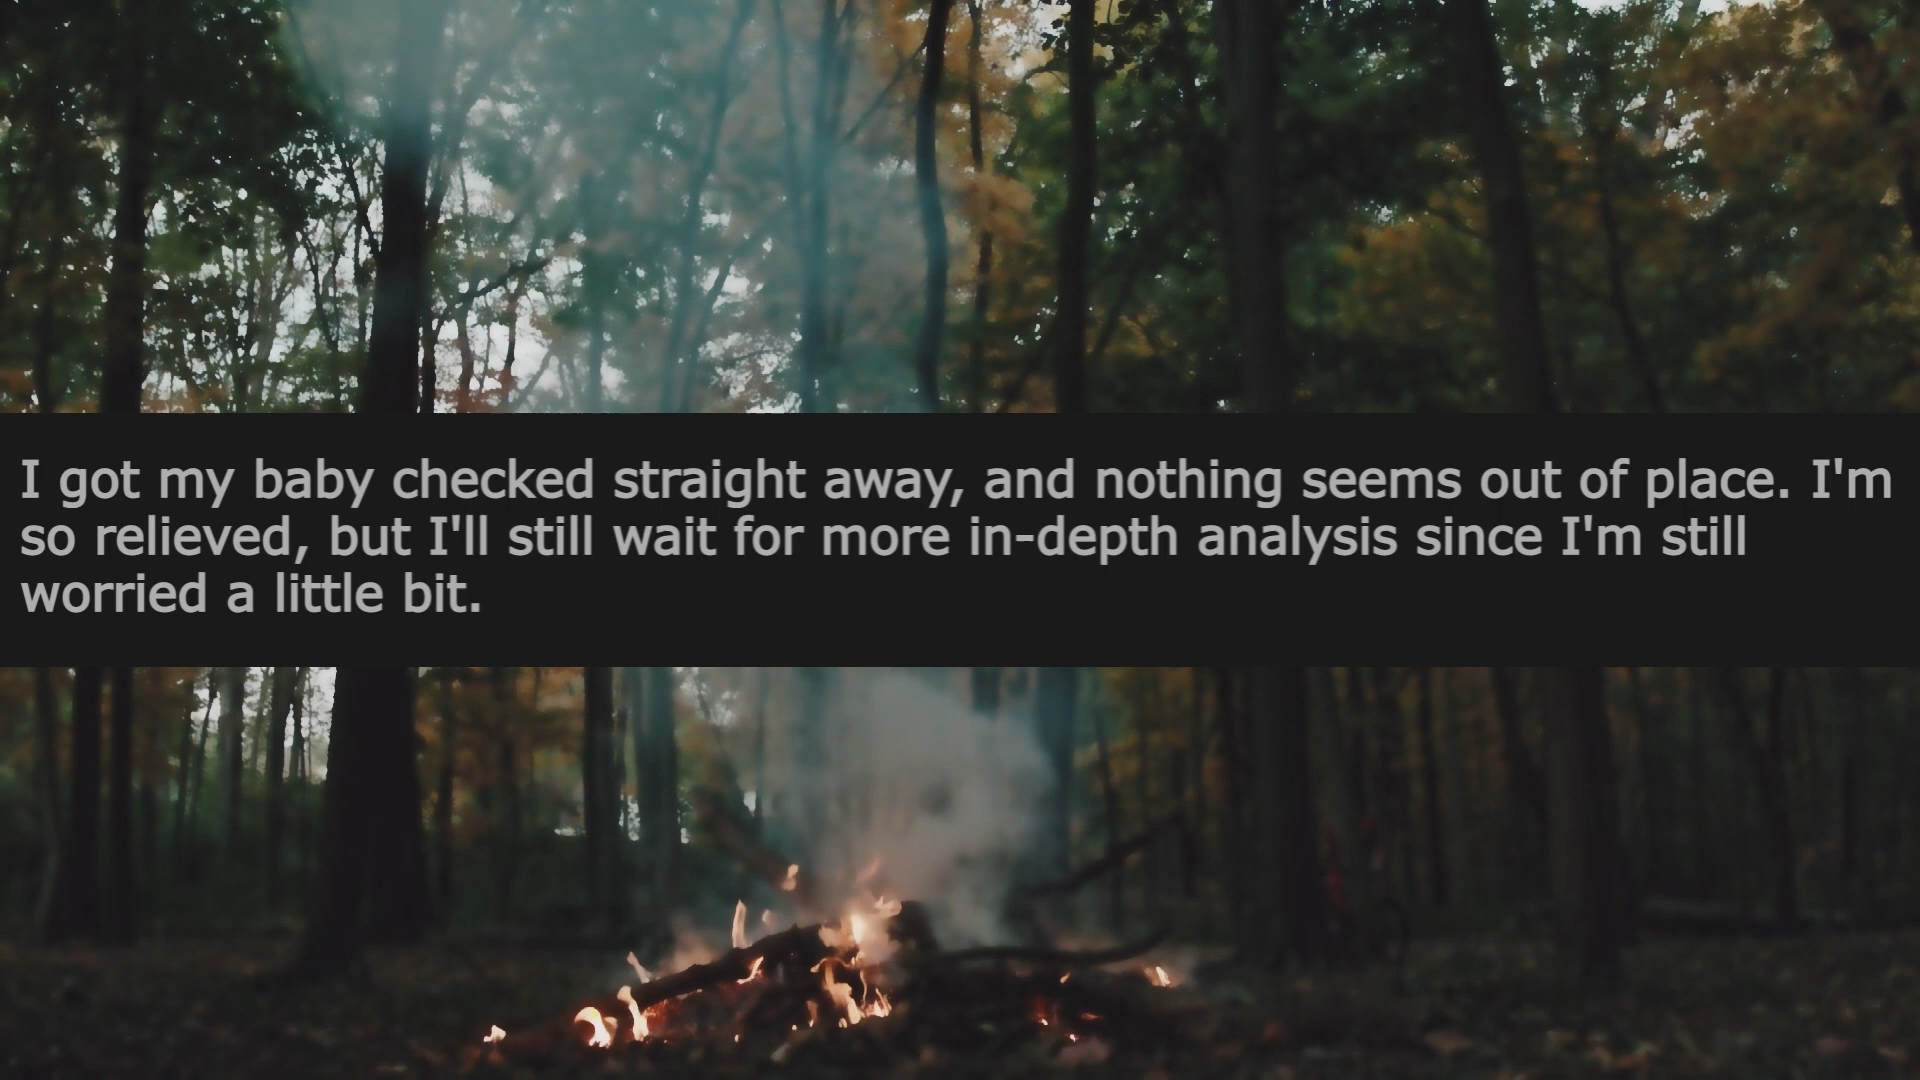 I got my baby checked straight away, and nothing seems out of place. I'm
so relieved, but I'll still wait for more in-depth analysis since I'm still
worried a little bit.